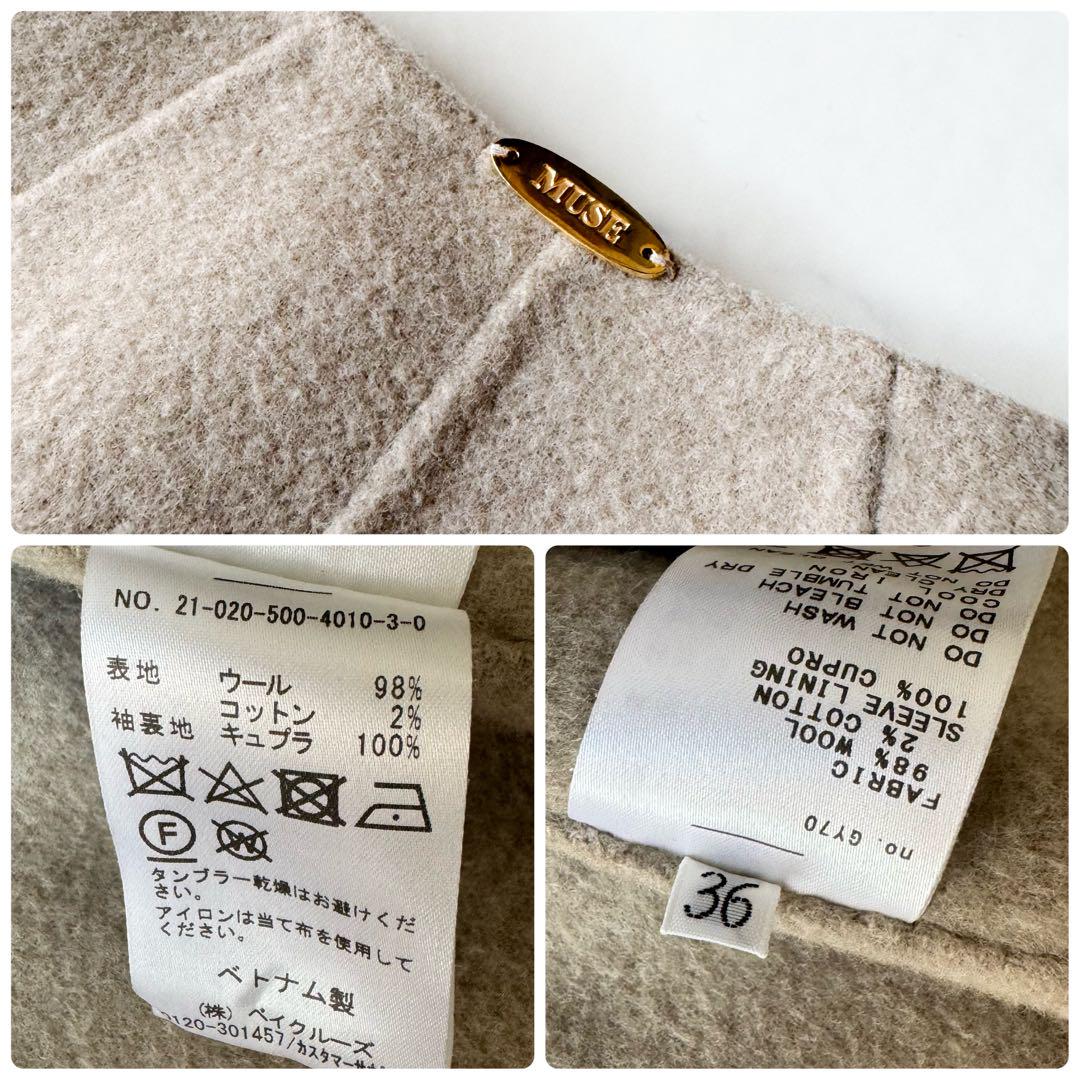 MUSE
NO. 21-020-500-4010-3-0
表地 ウール 98%
コットン 2%
袖裏地 キュプラ 100%
F W
タンブラー乾燥はお避けくだ
さい。
アイロンは当て布を使用して
ください。
ベトナム製
(株) ベイクルーズ
0120-301457/カスタマーサ
no. GY70
FABRIC
98% WOOL
2% COTTON
SLEEVE LINING
100% CUPRO
DO NOT WASH
DO NOT BLEACH
DO NOT TUMBLE DRY
COOL IRON
36